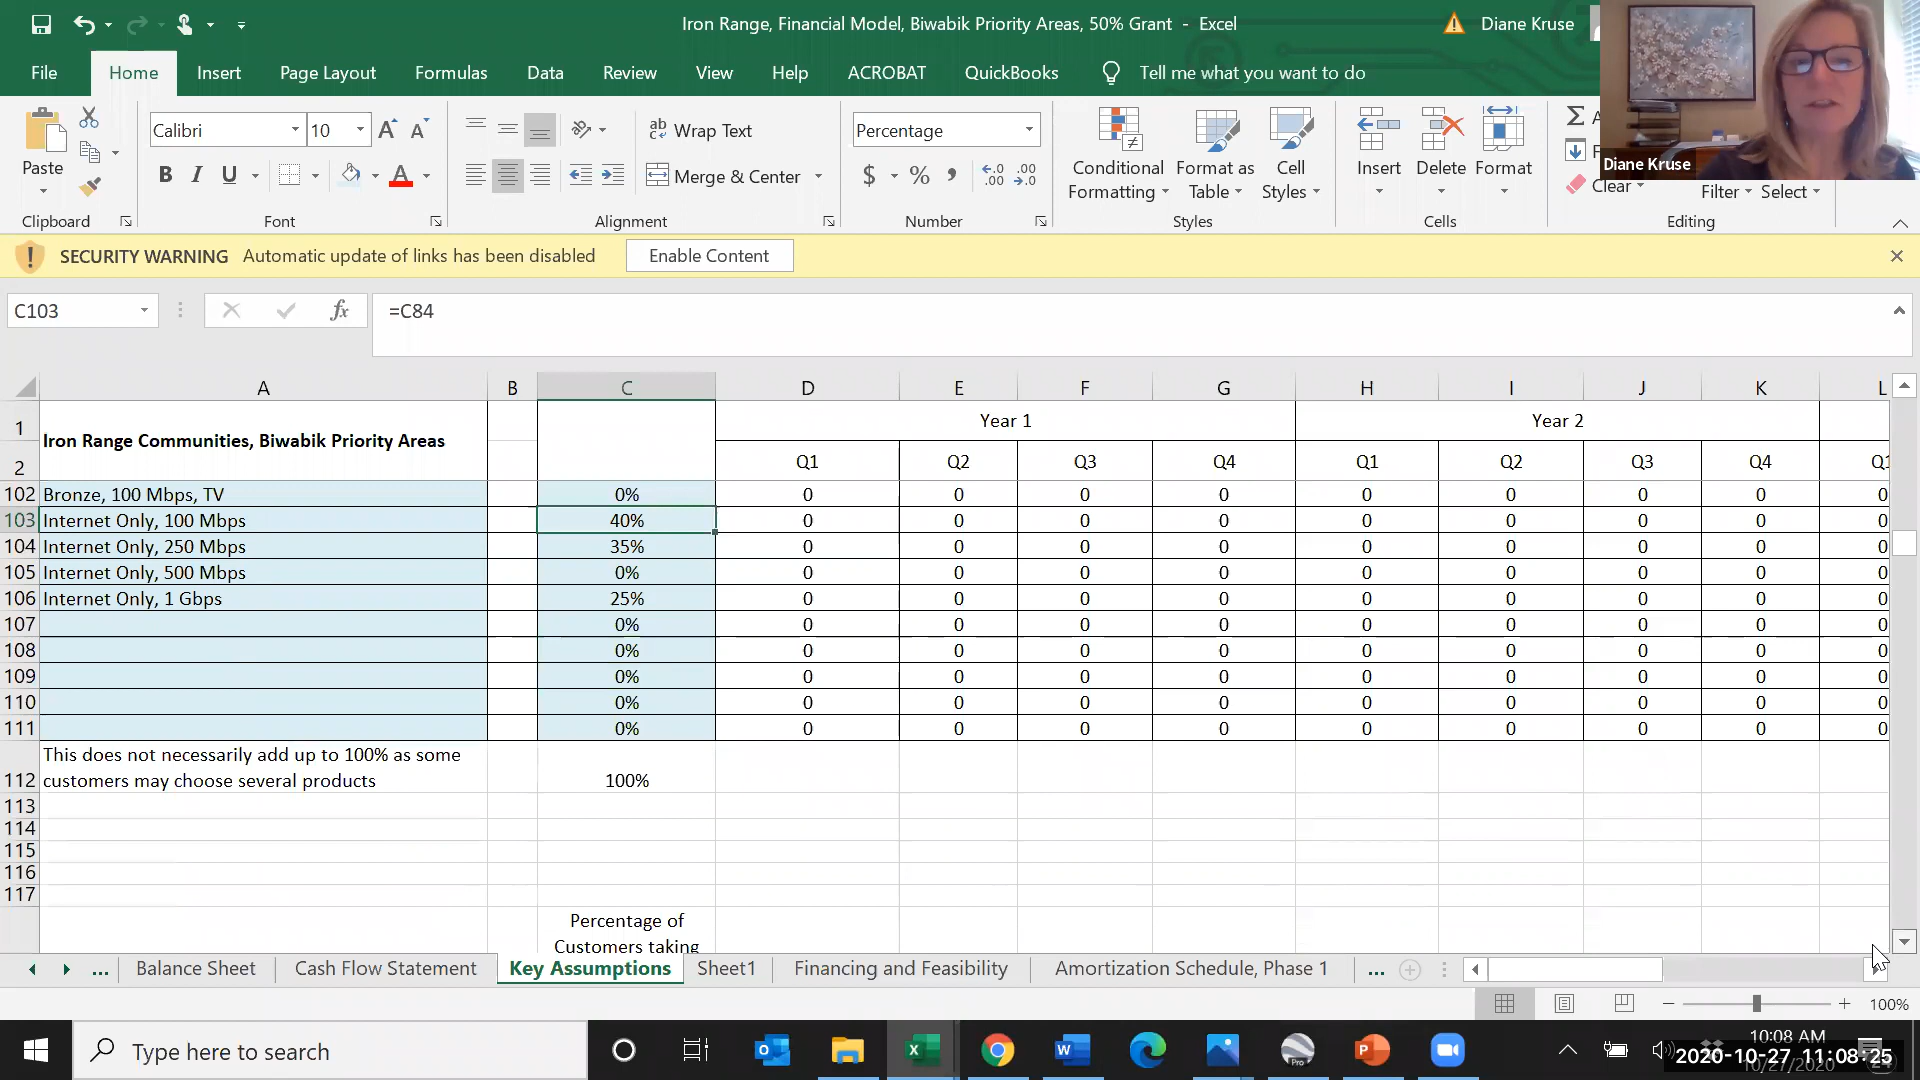 Iron Range, Financial Model, Biwabik Priority Areas, 50% Grant - Excel
Diane Kruse
File Home Insert Page Layout Formulas Data Review View Help ACROBAT QuickBooks Tell me what you want to do
Diane Kruse
Paste
Calibri 10
B I U
Wrap Text
Merge & Center
Percentage
$ % ,
Conditional Formatting
Format as Table
Cell Styles
Insert Delete Format
Clear
Filter Select
Clipboard Font Alignment Number Styles Cells Editing
SECURITY WARNING Automatic update of links has been disabled Enable Content
C103 fx =C84
A B C D E F G H I J K L
1 Year 1 Year 2
Iron Range Communities, Biwabik Priority Areas
2 Q1 Q2 Q3 Q4 Q1 Q2 Q3 Q4 Q1
102 Bronze, 100 Mbps, TV 0% 0 0 0 0 0 0 0 0 0
103 Internet Only, 100 Mbps 40% 0 0 0 0 0 0 0 0 0
104 Internet Only, 250 Mbps 35% 0 0 0 0 0 0 0 0 0
105 Internet Only, 500 Mbps 0% 0 0 0 0 0 0 0 0 0
106 Internet Only, 1 Gbps 25% 0 0 0 0 0 0 0 0 0
107 0% 0 0 0 0 0 0 0 0 0
108 0% 0 0 0 0 0 0 0 0 0
109 0% 0 0 0 0 0 0 0 0 0
110 0% 0 0 0 0 0 0 0 0 0
111 0% 0 0 0 0 0 0 0 0 0
This does not necessarily add up to 100% as some
112 customers may choose several products 100%
113
114
115
116
117
Percentage of
Customers taking
... Balance Sheet Cash Flow Statement Key Assumptions Sheet1 Financing and Feasibility Amortization Schedule, Phase 1 ...
100%
Type here to search
10:08 AM
2020-10-27 11:08:25
10/27/2020